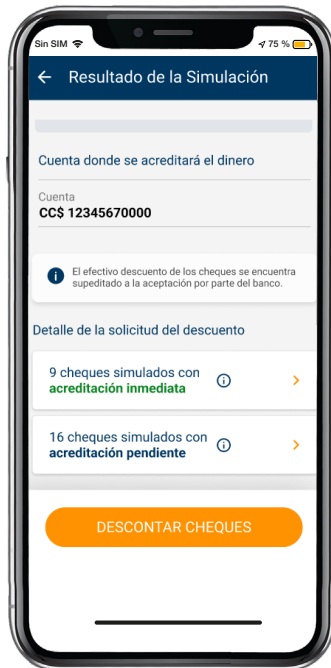 Sin SIM 75 %
Resultado de la Simulación
Cuenta donde se acreditará el dinero
Cuenta
CC$ 12345670000
El efectivo descuento de los cheques se encuentra
supeditado a la aceptación por parte del banco.
Detalle de la solicitud del descuento
9 cheques simulados con
acreditación inmediata
16 cheques simulados con
acreditación pendiente
DESCONTAR CHEQUES